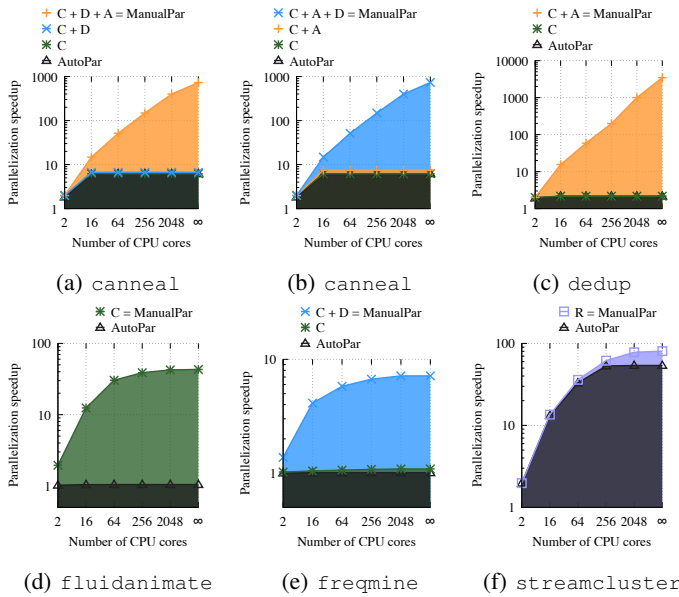 C + D + A = ManualPar
C + D
C
AutoPar
Parallelization speedup
1000
100
10
1
2 16 64 256 2048 ∞
Number of CPU cores
(a) canneal
C + A + D = ManualPar
C + A
C
AutoPar
Parallelization speedup
1000
100
10
1
2 16 64 256 2048 ∞
Number of CPU cores
(b) canneal
C + A = ManualPar
C
AutoPar
Parallelization speedup
10000
1000
100
10
1
2 16 64 256 2048 ∞
Number of CPU cores
(c) dedup
C = ManualPar
AutoPar
Parallelization speedup
100
10
1
2 16 64 256 2048 ∞
Number of CPU cores
(d) fluidanimate
C + D = ManualPar
C
AutoPar
Parallelization speedup
10
1
2 16 64 256 2048 ∞
Number of CPU cores
(e) freqmine
R = ManualPar
AutoPar
Parallelization speedup
100
10
1
2 16 64 256 2048 ∞
Number of CPU cores
(f) streamcluster